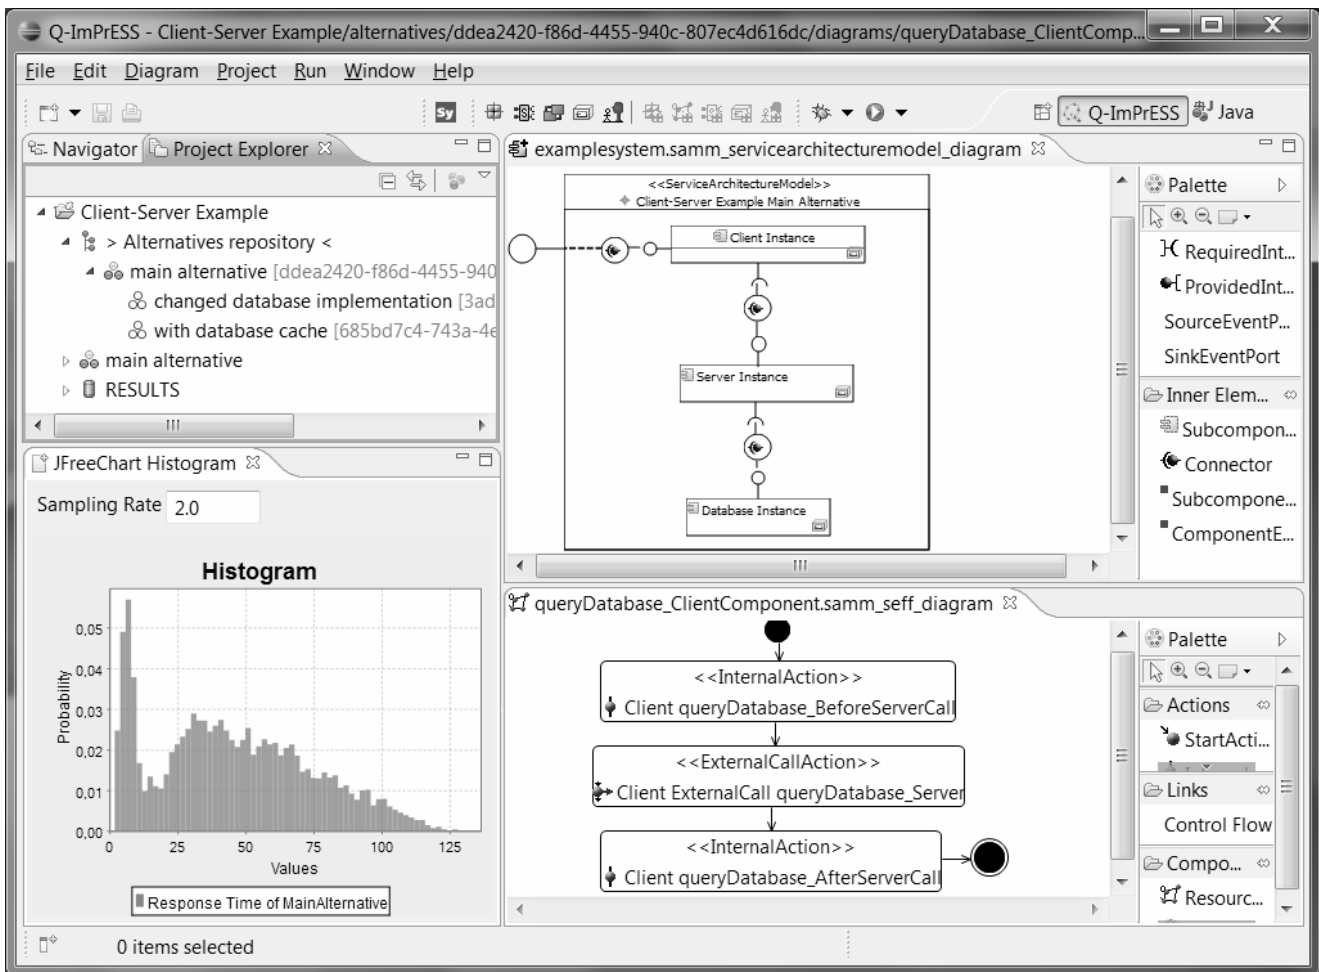 Q-ImPrESS - Client-Server Example/alternatives/ddea2420-f86d-4455-940c-807ec4d616dc/diagrams/queryDatabase_ClientComp...
File Edit Diagram Project Run Window Help
Sy
Q-ImPrESS Java
Navigator Project Explorer
Client-Server Example
> Alternatives repository <
main alternative [ddea2420-f86d-4455-940
changed database implementation [3ad
with database cache [685bd7c4-743a-4e
main alternative
RESULTS
examplesystem.samm_servicearchitecturemodel_diagram
<<ServiceArchitectureModel>>
Client-Server Example Main Alternative
Client Instance
Server Instance
Database Instance
Palette
RequiredInt...
ProvidedInt...
SourceEventP...
SinkEventPort
Inner Elem...
Subcompon...
Connector
Subcompone...
ComponentE...
JFreeChart Histogram
Sampling Rate 2.0
Histogram
Probability
0,05
0,04
0,03
0,02
0,01
0,00
0 25 50 75 100 125
Values
Response Time of MainAlternative
queryDatabase_ClientComponent.samm_seff_diagram
<<InternalAction>>
Client queryDatabase_BeforeServerCall
<<ExternalCallAction>>
Client ExternalCall queryDatabase_Server
<<InternalAction>>
Client queryDatabase_AfterServerCall
Palette
Actions
StartActi...
Links
Control Flow
Compo...
Resourc...
0 items selected